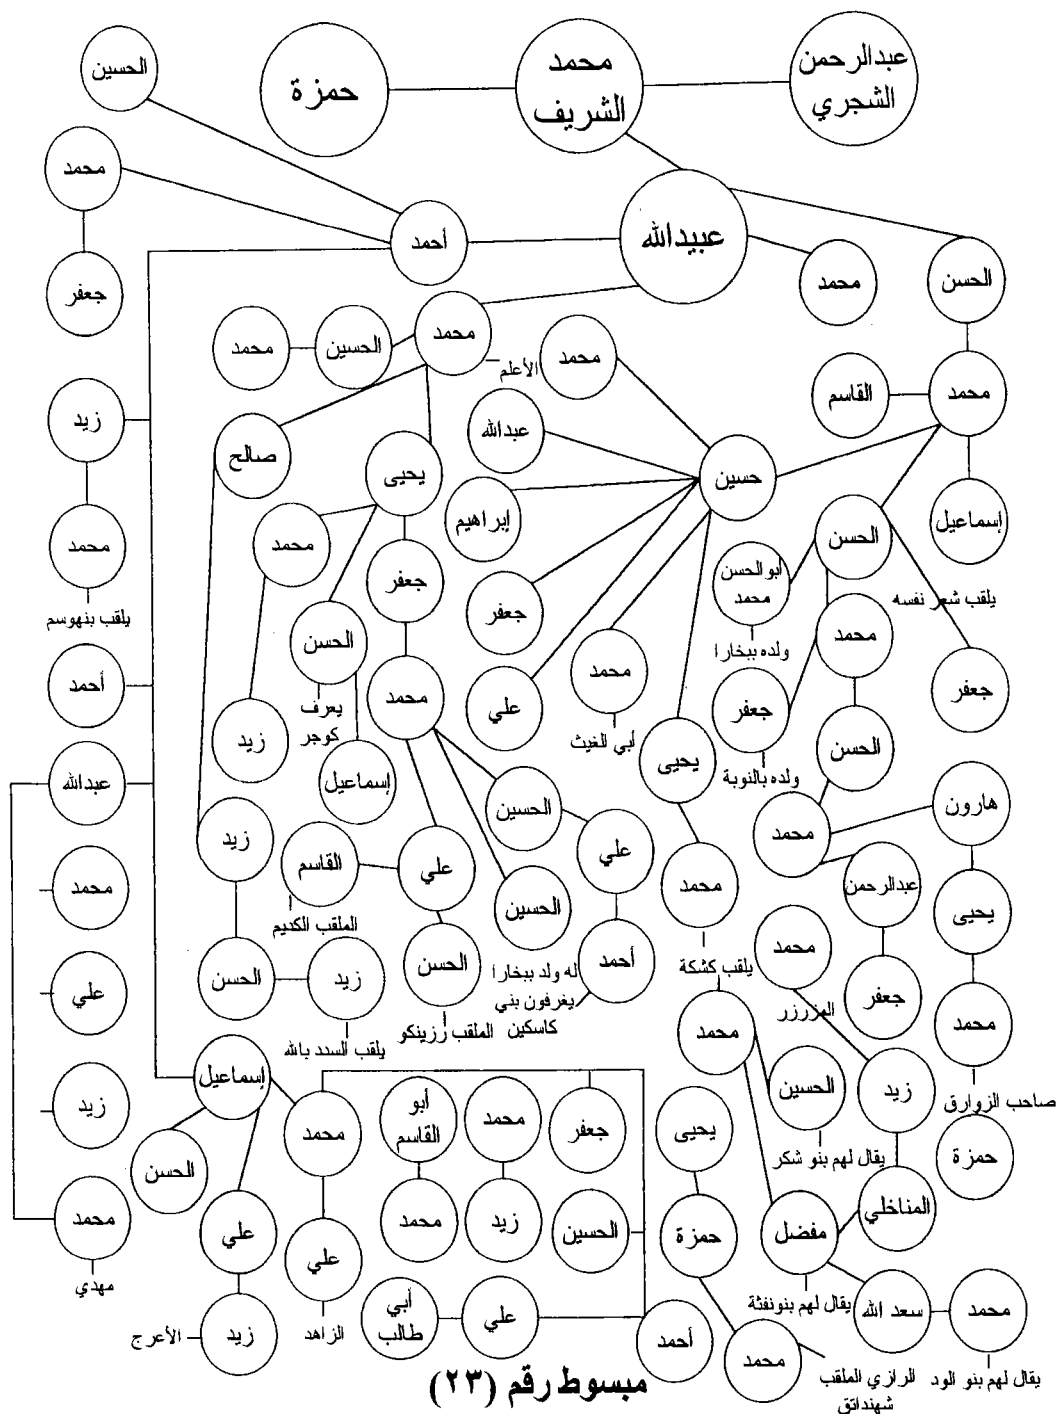 عبدالرحمن
الشجري
محمد
الشريف
حمزة
الحسين
محمد
أحمد
عبيدالله
محمد
الحسن
جعفر
محمد
الحسين
محمد
الأعلم
محمد
القاسم
محمد
زيد
صالح
يحيى
عبدالله
حسين
إسماعيل
محمد
يلقب بنهوسم
محمد
إبراهيم
الحسن
جعفر
أبو الحسن
محمد
ولده ببخارا
يلقب شعر نفسه
جعفر
الحسن
يعرف
كوجر
محمد
محمد
جعفر
أحمد
زيد
محمد
علي
أبي الغيث
جعفر
ولده بالنوبة
الحسن
يحيى
عبدالله
إسماعيل
الحسين
هارون
محمد
زيد
القاسم
الملقب الكديم
علي
علي
محمد
يلقب كشكة
عبدالرحمن
يحيى
محمد
الحسين
محمد
المزرزر
جعفر
علي
الحسن
زيد
يلقب السدد بالله
الحسن
الملقب رزينكو
أحمد
له ولد ببخارا
يغرفون بني
كاسكين
محمد
محمد
صاحب الزوارق
زيد
إسماعيل
محمد
أبو
القاسم
محمد
جعفر
يحيى
الحسين
يقال لهم بنو شكر
زيد
حمزة
الحسن
المناخلي
محمد
مهدي
علي
علي
الزاهد
محمد
زيد
الحسين
حمزة
مفضل
يقال لهم بنونفثة
زيد
الأعرج
أبي
طالب
علي
أحمد
محمد
الرازي الملقب
شهنداتق
سعد الله
محمد
يقال لهم بنو الود
مبسوط رقم (٢٣)